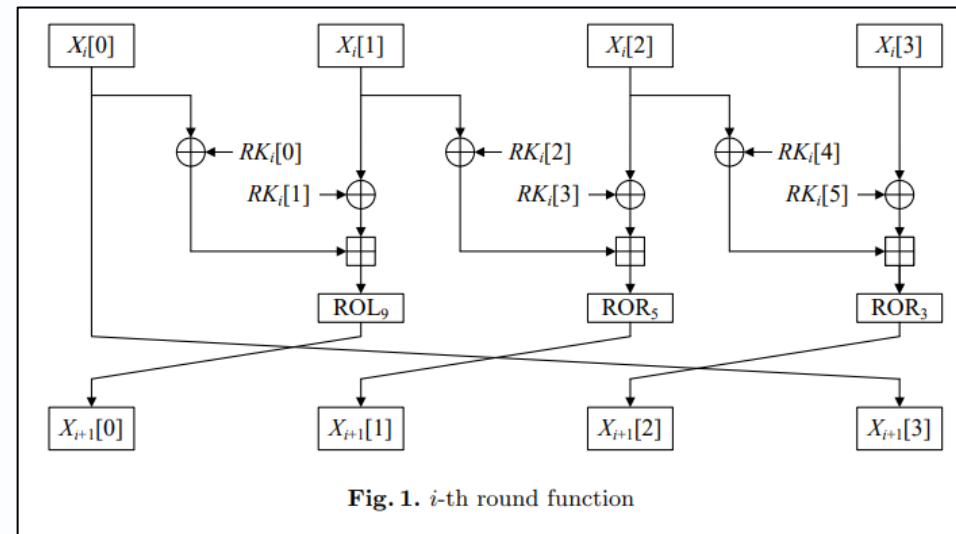 Xᵢ[0] Xᵢ[1] Xᵢ[2] Xᵢ[3]
RKᵢ[0] RKᵢ[2] RKᵢ[4]
RKᵢ[1] RKᵢ[3] RKᵢ[5]
ROL₉ ROR₅ ROR₃
Xᵢ₊₁[0] Xᵢ₊₁[1] Xᵢ₊₁[2] Xᵢ₊₁[3]
Fig. 1. i-th round function